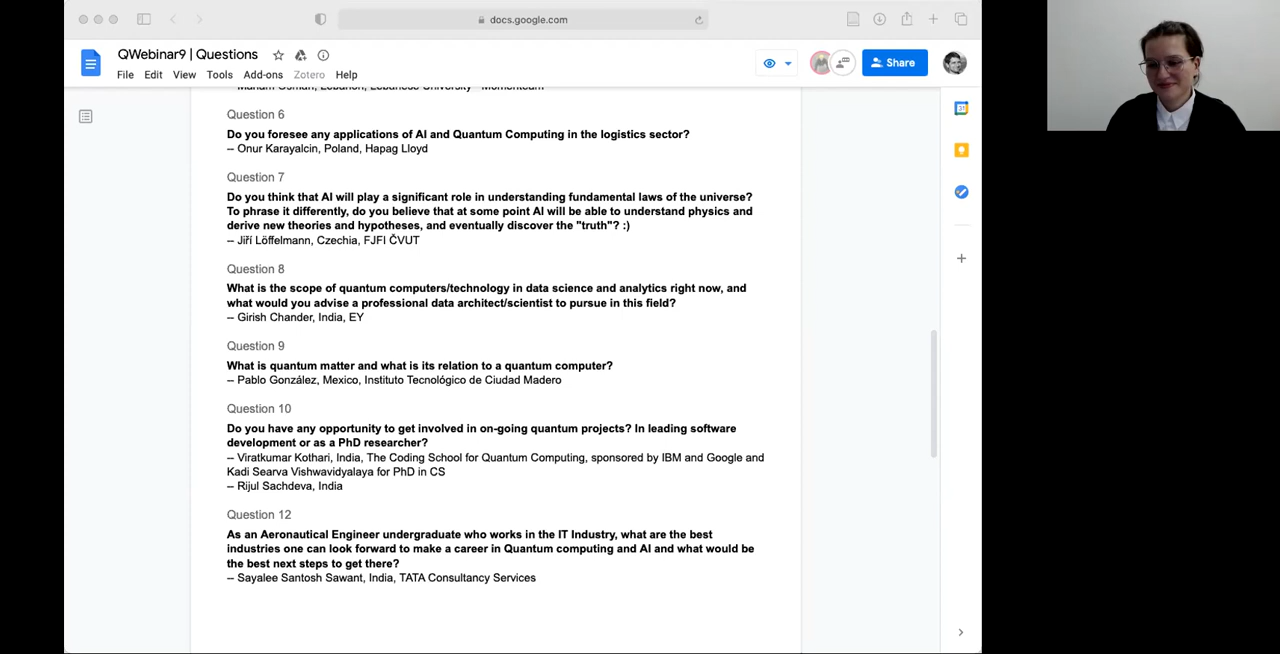 docs.google.com
QWebinar9 | Questions
File Edit View Tools Add-ons Zotero Help
Share
31
Question 6
Do you foresee any applications of AI and Quantum Computing in the logistics sector?
-- Onur Karayalcin, Poland, Hapag Lloyd
Question 7
Do you think that AI will play a significant role in understanding fundamental laws of the universe?
To phrase it differently, do you believe that at some point AI will be able to understand physics and
derive new theories and hypotheses, and eventually discover the "truth"? :)
-- Jiří Löffelmann, Czechia, FJFI ČVUT
Question 8
What is the scope of quantum computers/technology in data science and analytics right now, and
what would you advise a professional data architect/scientist to pursue in this field?
-- Girish Chander, India, EY
Question 9
What is quantum matter and what is its relation to a quantum computer?
-- Pablo González, Mexico, Instituto Tecnológico de Ciudad Madero
Question 10
Do you have any opportunity to get involved in on-going quantum projects? In leading software
development or as a PhD researcher?
-- Viratkumar Kothari, India, The Coding School for Quantum Computing, sponsored by IBM and Google and
Kadi Searva Vishwavidyalaya for PhD in CS
-- Rijul Sachdeva, India
Question 12
As an Aeronautical Engineer undergraduate who works in the IT Industry, what are the best
industries one can look forward to make a career in Quantum computing and AI and what would be
the best next steps to get there?
-- Sayalee Santosh Sawant, India, TATA Consultancy Services